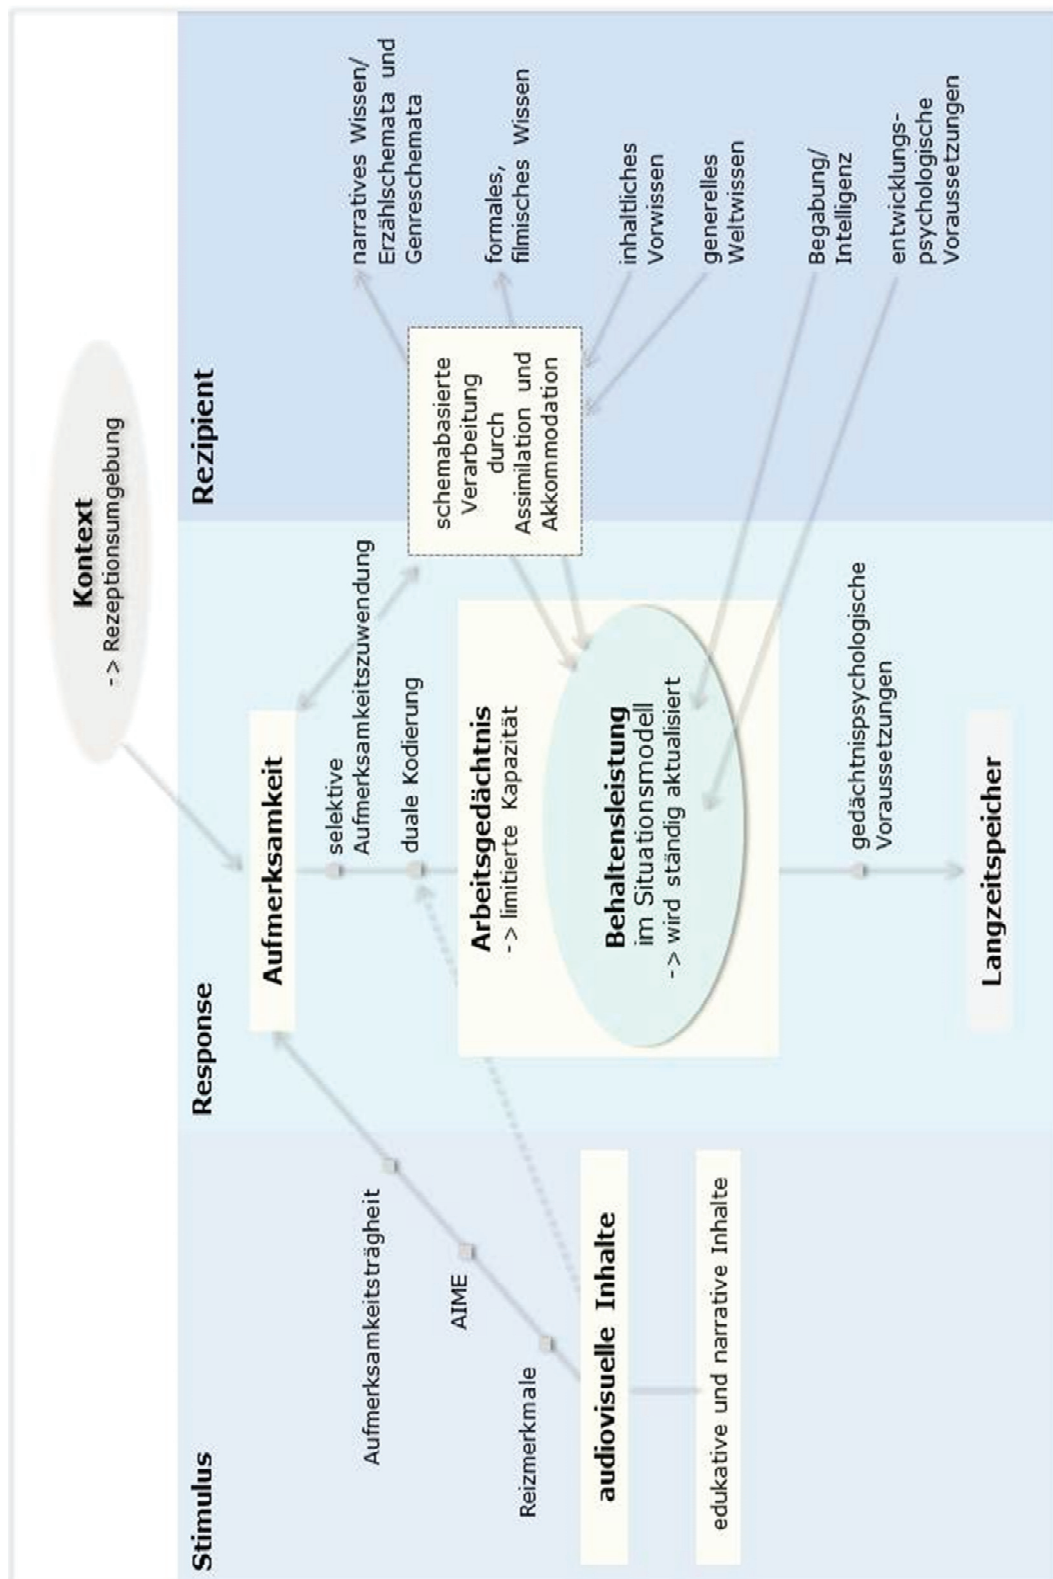 Kontext
-> Rezeptionsumgebung
Stimulus
Response
Rezipient
Aufmerksamkeit
Aufmerksamkeitsträgheit
AIME
Reizmerkmale
audiovisuelle Inhalte
edukative und narrative Inhalte
selektive
Aufmerksamkeitszuwendung
duale Kodierung
Arbeitsgedächtnis
-> limitierte Kapazität
Behaltensleistung
im Situationsmodell
-> wird ständig aktualisiert
gedächtnispsychologische
Voraussetzungen
Langzeitspeicher
schemabasierte
Verarbeitung
durch
Assimilation und
Akkommodation
narratives Wissen/
Erzählschemata und
Genreschemata
formales,
filmisches Wissen
inhaltliches
Vorwissen
generelles
Weltwissen
Begabung/
Intelligenz
entwicklungs-
psychologische
Voraussetzungen